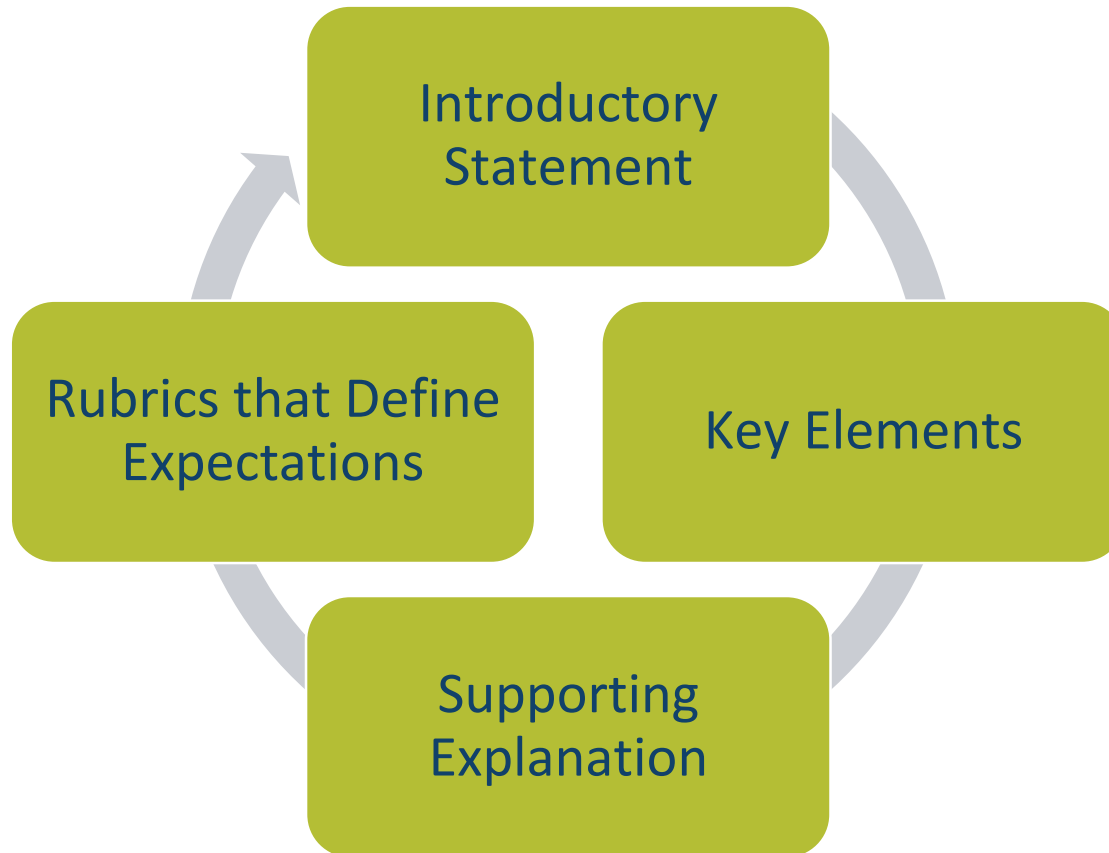 Introductory
Statement
Key Elements
Supporting
Explanation
Rubrics that Define
Expectations